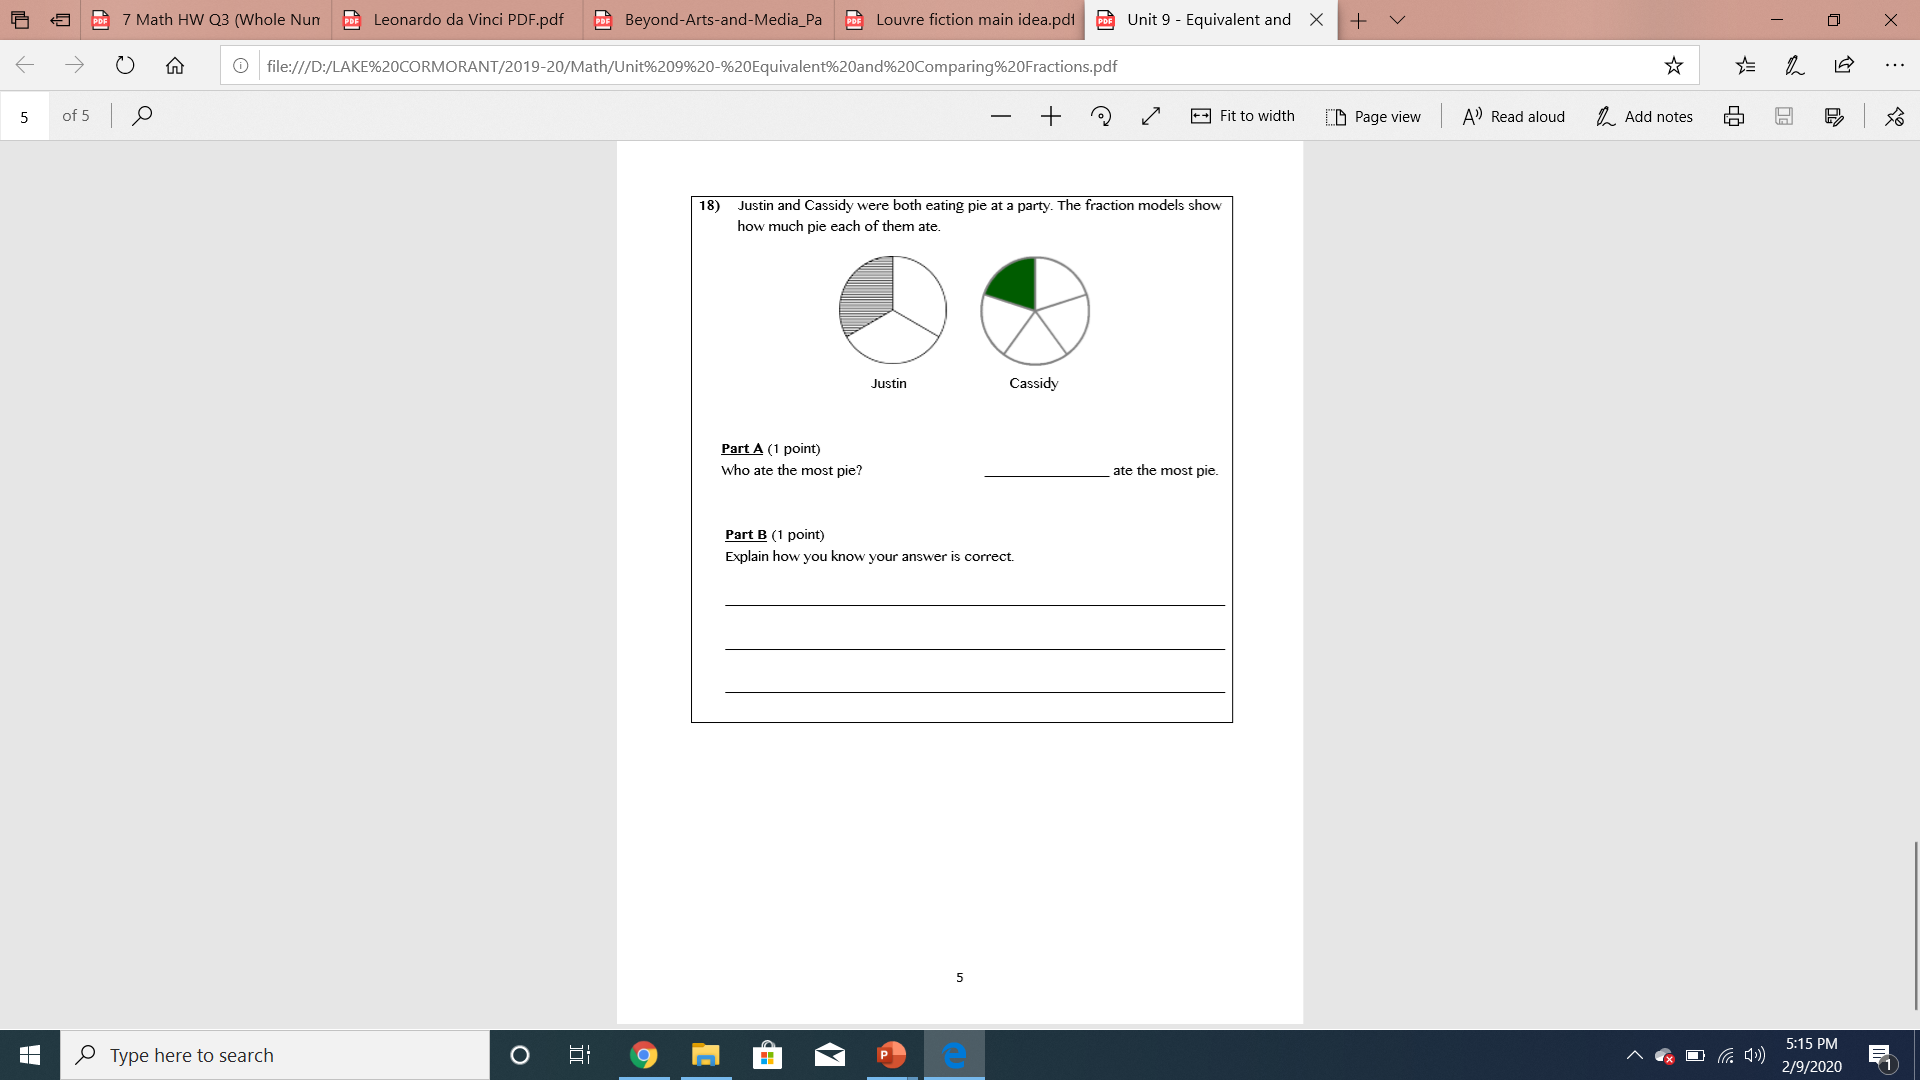 7 Math HW Q3 (Whole Num
Leonardo da Vinci PDF.pdf
Beyond-Arts-and-Media_Pa
Louvre fiction main idea.pdf
Unit 9 - Equivalent and
file:///D:/LAKE%20CORMORANT/2019-20/Math/Unit%209%20-%20Equivalent%20and%20Comparing%20Fractions.pdf
5 of 5
Fit to width
Page view
Read aloud
Add notes
18) Justin and Cassidy were both eating pie at a party. The fraction models show
how much pie each of them ate.
Justin
Cassidy
Part A (1 point)
Who ate the most pie? ________________ ate the most pie.
Part B (1 point)
Explain how you know your answer is correct.
5
Type here to search
5:15 PM
2/9/2020
1